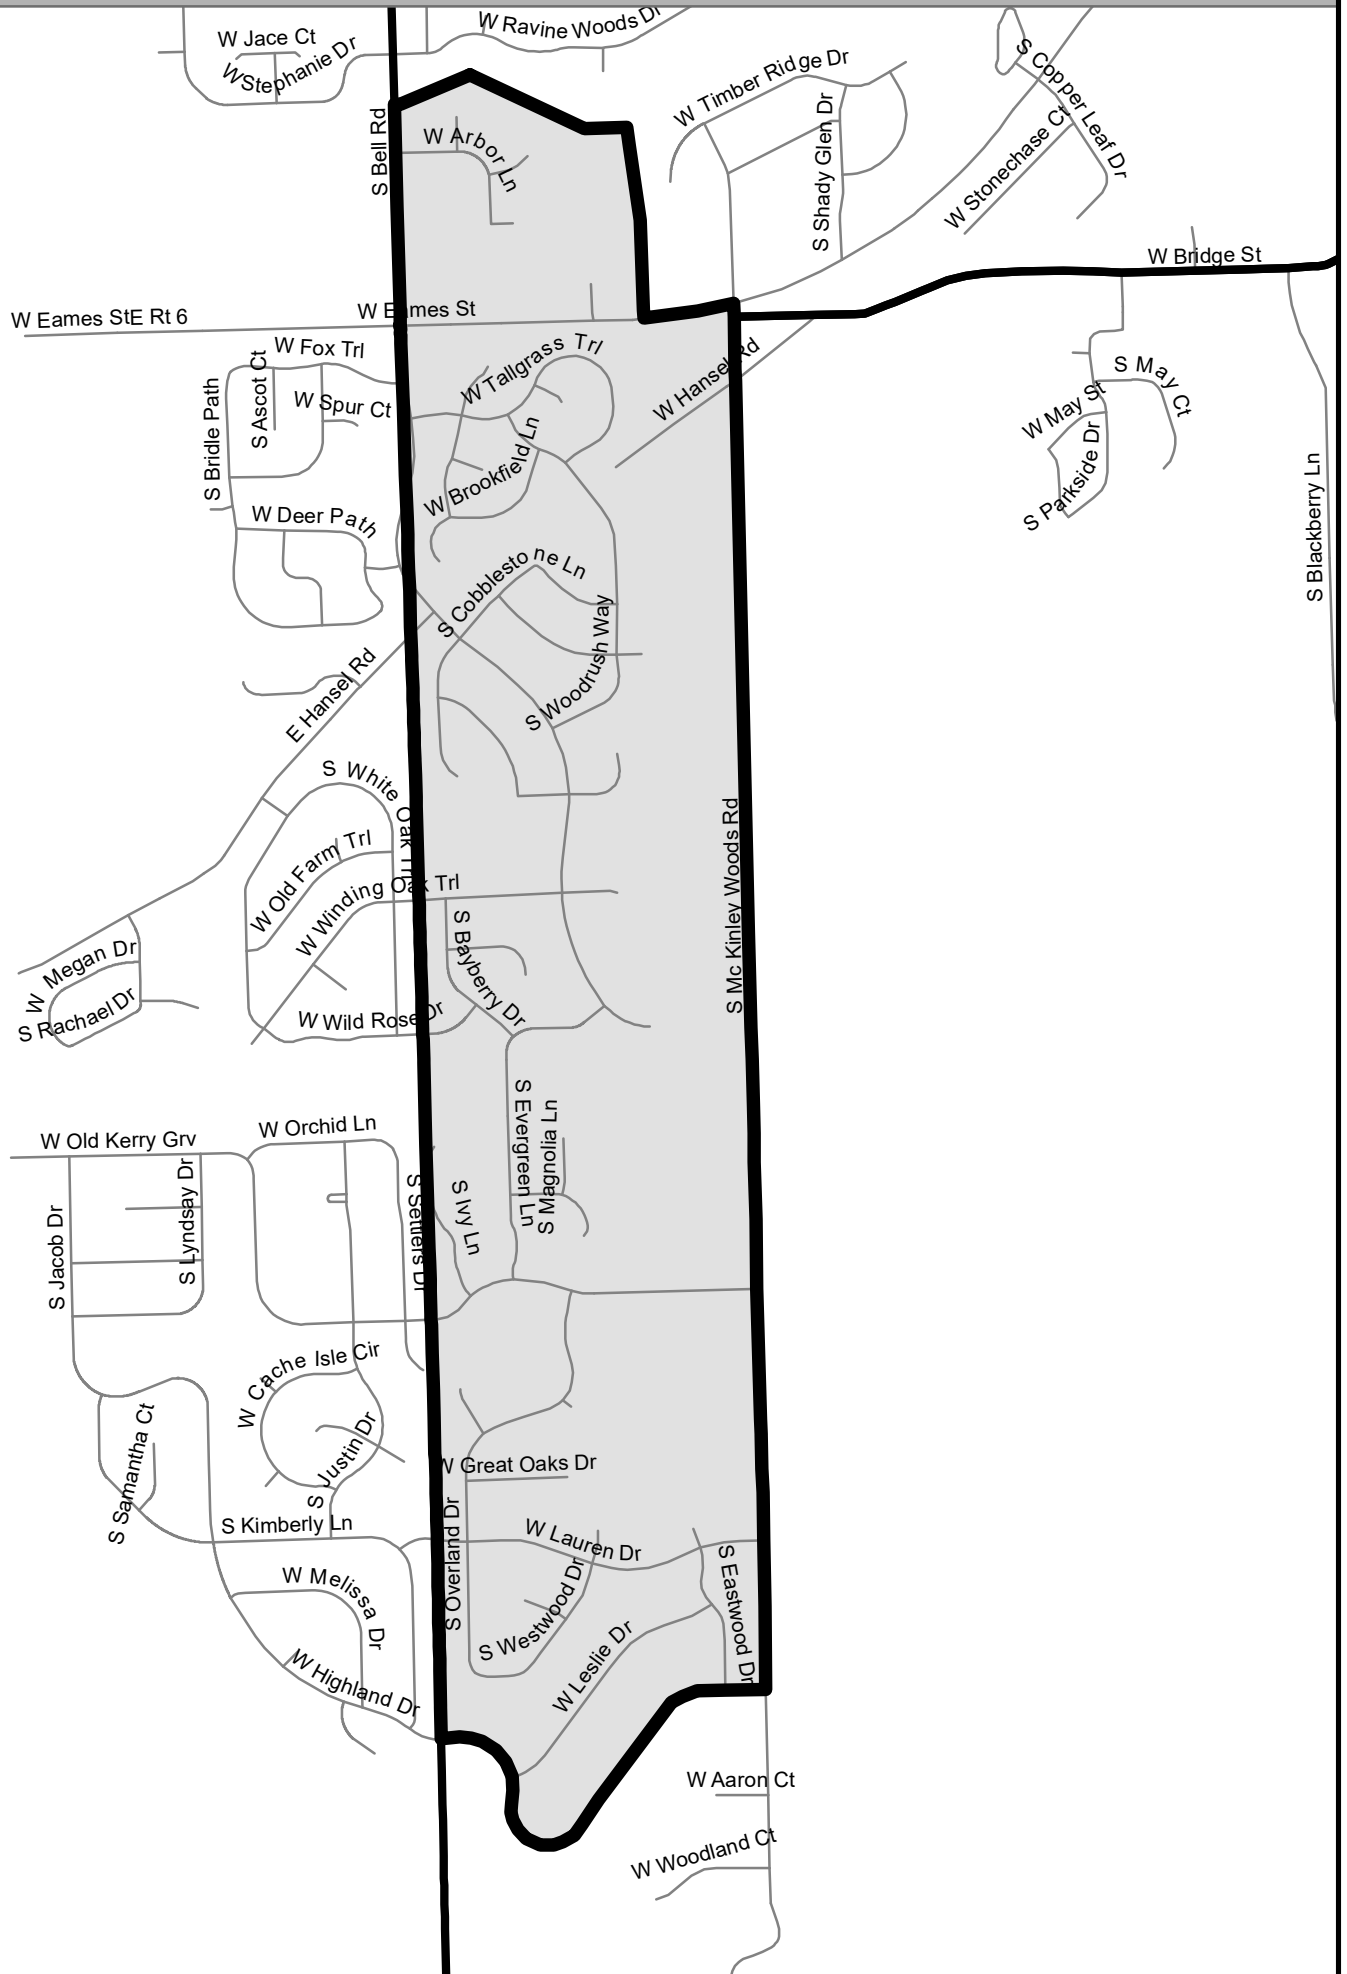 W Jace Ct
W Stephanie Dr
W Ravine Woods Dr
W Timber Ridge Dr
S Copper Leaf Dr
S Bell Rd
W Arbor Ln
S Shady Glen Dr
W Stonechase Ct
W Bridge St
W Eames StE Rt 6
W Eames St
W Fox Trl
S Ascot Ct
W Spur Ct
S Bridle Path
W Tallgrass Trl
W Hansel Rd
S May Ct
W May St
S Parkside Dr
S Blackberry Ln
W Brookfield Ln
W Deer Path
S Cobblestone Ln
S Woodrush Way
E Hansel Rd
S White Oak Trl
W Old Farm Trl
W Winding Oak Trl
S Mc Kinley Woods Rd
S Bayberry Dr
W Megan Dr
S Rachael Dr
W Wild Rose Dr
S Evergreen Ln
S Magnolia Ln
W Old Kerry Grv
W Orchid Ln
S Lyndsay Dr
S Jacob Dr
S Settlers Dr
S Ivy Ln
W Cache Isle Cir
S Justin Dr
S Samantha Ct
W Great Oaks Dr
S Kimberly Ln
S Overland Dr
W Lauren Dr
S Eastwood Dr
S Westwood Dr
W Melissa Dr
W Leslie Dr
W Highland Dr
W Aaron Ct
W Woodland Ct